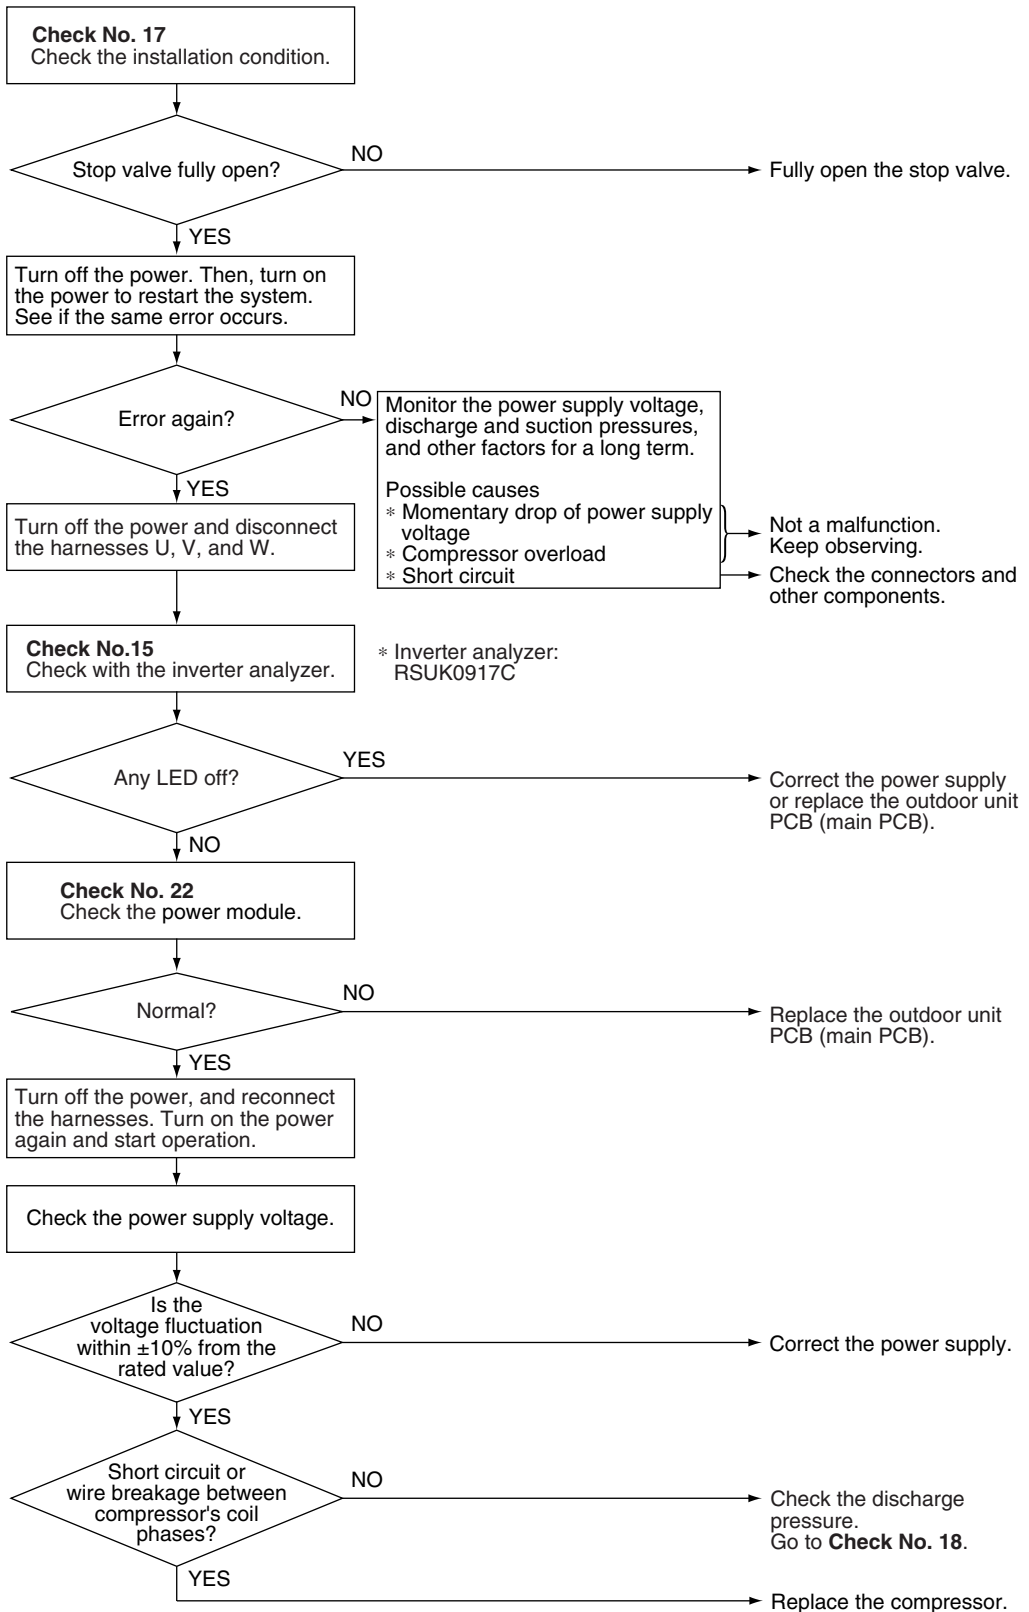 Check No. 17
Check the installation condition.
Stop valve fully open?
NO
Fully open the stop valve.
YES
Turn off the power. Then, turn on
the power to restart the system.
See if the same error occurs.
Error again?
NO
Monitor the power supply voltage,
discharge and suction pressures,
and other factors for a long term.
Possible causes
* Momentary drop of power supply
voltage
* Compressor overload
* Short circuit
Not a malfunction.
Keep observing.
Check the connectors and
other components.
YES
Turn off the power and disconnect
the harnesses U, V, and W.
Check No.15
Check with the inverter analyzer.
* Inverter analyzer:
RSUK0917C
Any LED off?
YES
Correct the power supply
or replace the outdoor unit
PCB (main PCB).
NO
Check No. 22
Check the power module.
Normal?
NO
Replace the outdoor unit
PCB (main PCB).
YES
Turn off the power, and reconnect
the harnesses. Turn on the power
again and start operation.
Check the power supply voltage.
Is the
voltage fluctuation
within ±10% from the
rated value?
NO
Correct the power supply.
YES
Short circuit or
wire breakage between
compressor's coil
phases?
NO
Check the discharge
pressure.
Go to Check No. 18.
YES
Replace the compressor.